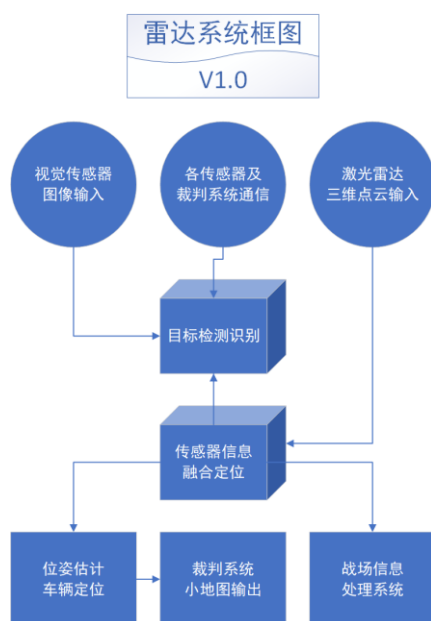 雷达系统框图
V1.0
视觉传感器
图像输入
各传感器及
裁判系统通信
激光雷达
三维点云输入
目标检测识别
传感器信息
融合定位
位姿估计
车辆定位
裁判系统
小地图输出
战场信息
处理系统